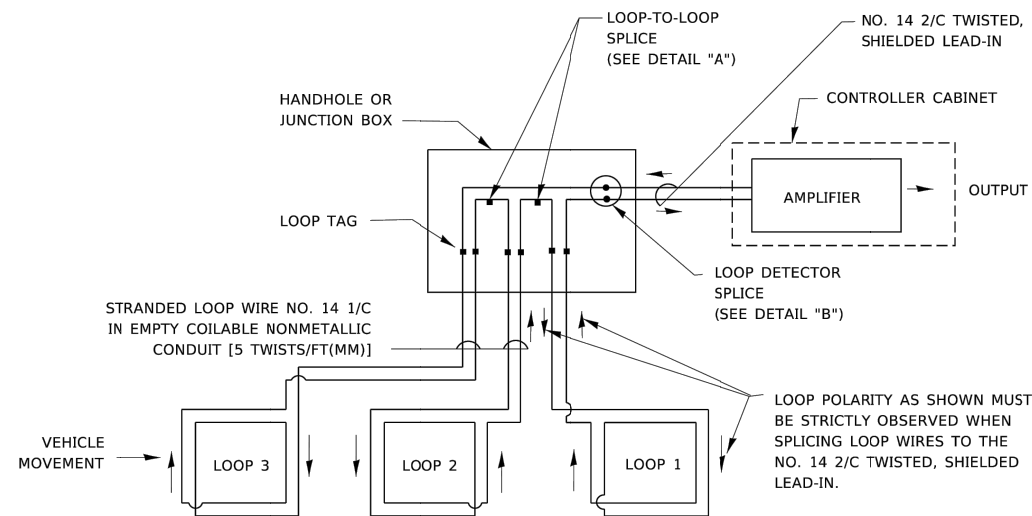 LOOP-TO-LOOP
SPLICE
(SEE DETAIL "A")
NO. 14 2/C TWISTED,
SHIELDED LEAD-IN
HANDHOLE OR
JUNCTION BOX
CONTROLLER CABINET
AMPLIFIER
OUTPUT
LOOP TAG
LOOP DETECTOR
SPLICE
(SEE DETAIL "B")
STRANDED LOOP WIRE NO. 14 1/C
IN EMPTY COILABLE NONMETALLIC
CONDUIT [5 TWISTS/FT(MM)]
LOOP POLARITY AS SHOWN MUST
BE STRICTLY OBSERVED WHEN
SPLICING LOOP WIRES TO THE
NO. 14 2/C TWISTED, SHIELDED
LEAD-IN.
VEHICLE
MOVEMENT
LOOP 3
LOOP 2
LOOP 1